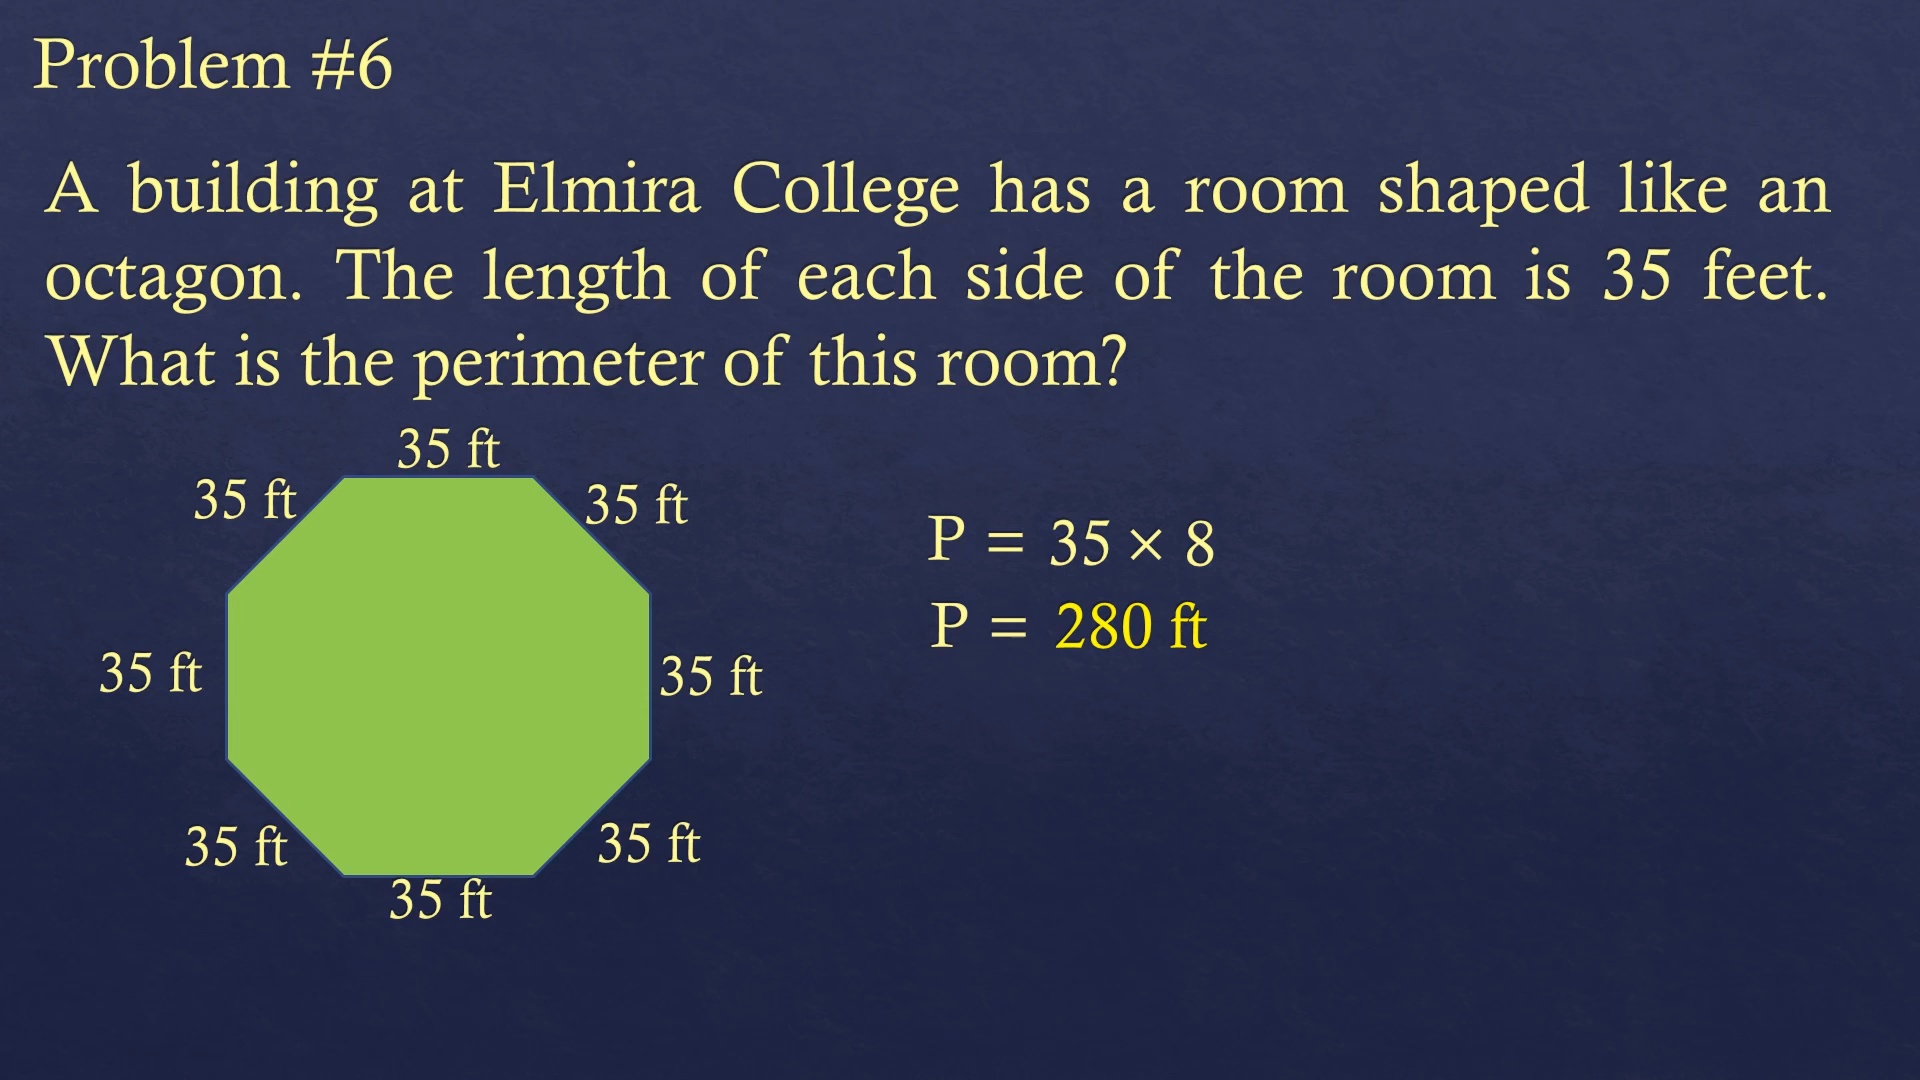 Problem #6
A building at Elmira College has a room shaped like an
octagon. The length of each side of the room is 35 feet.
What is the perimeter of this room?
35 ft
35 ft
35 ft
35 ft
35 ft
35 ft
35 ft
35 ft
P = 35 × 8
P = 280 ft